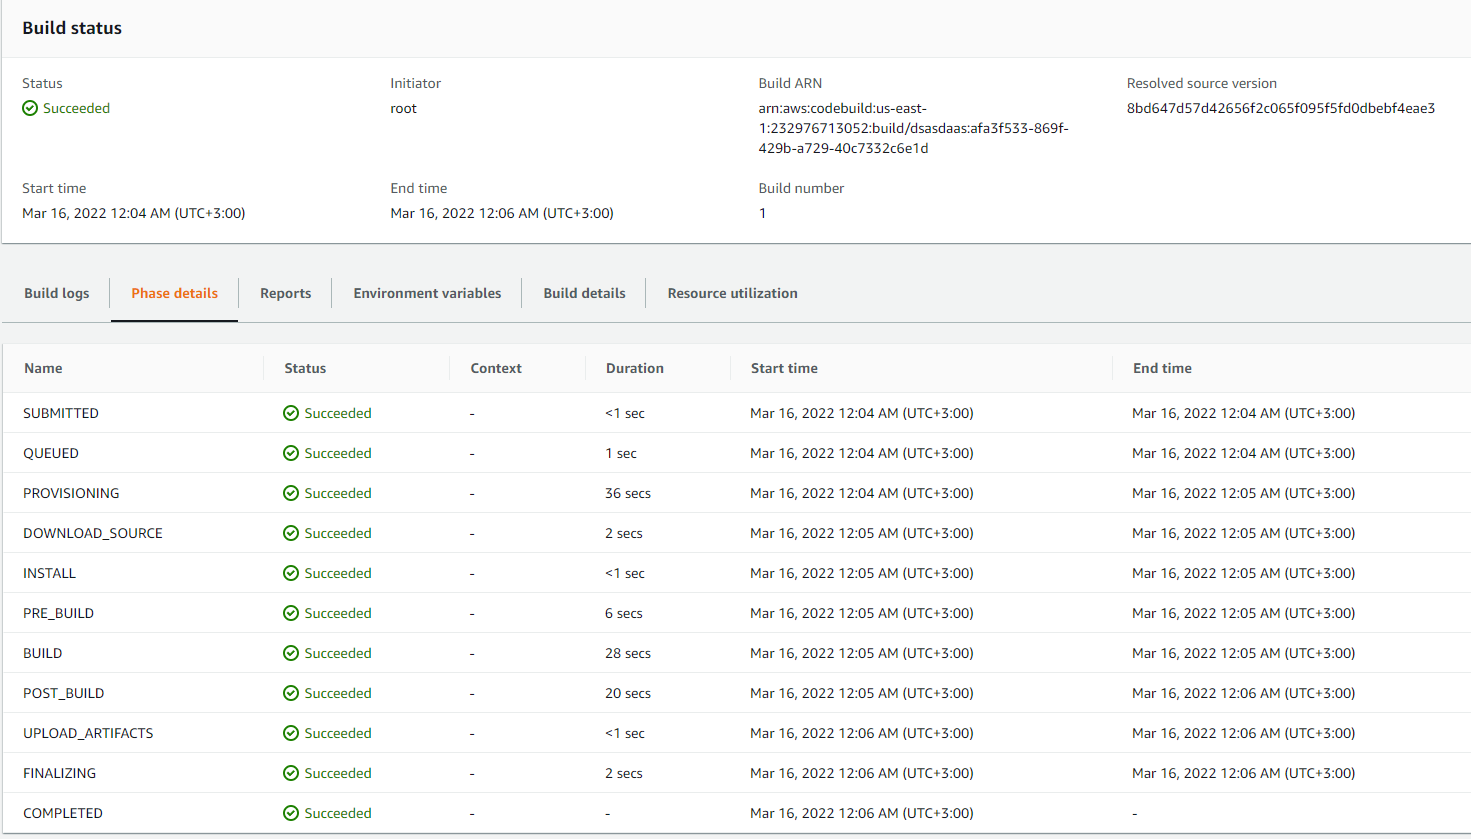 Build status
Status Initiator Build ARN Resolved source version
Succeeded root arn:aws:codebuild:us-east- 8bd647d57d42656f2c065f095f5fd0dbebf4eae3
1:232976713052:build/dsasdaas:afa3f533-869f-
429b-a729-40c7332c6e1d
Start time End time Build number
Mar 16, 2022 12:04 AM (UTC+3:00) Mar 16, 2022 12:06 AM (UTC+3:00) 1
Build logs Phase details Reports Environment variables Build details Resource utilization
Name Status Context Duration Start time End time
SUBMITTED Succeeded - <1 sec Mar 16, 2022 12:04 AM (UTC+3:00) Mar 16, 2022 12:04 AM (UTC+3:00)
QUEUED Succeeded - 1 sec Mar 16, 2022 12:04 AM (UTC+3:00) Mar 16, 2022 12:04 AM (UTC+3:00)
PROVISIONING Succeeded - 36 secs Mar 16, 2022 12:04 AM (UTC+3:00) Mar 16, 2022 12:05 AM (UTC+3:00)
DOWNLOAD_SOURCE Succeeded - 2 secs Mar 16, 2022 12:05 AM (UTC+3:00) Mar 16, 2022 12:05 AM (UTC+3:00)
INSTALL Succeeded - <1 sec Mar 16, 2022 12:05 AM (UTC+3:00) Mar 16, 2022 12:05 AM (UTC+3:00)
PRE_BUILD Succeeded - 6 secs Mar 16, 2022 12:05 AM (UTC+3:00) Mar 16, 2022 12:05 AM (UTC+3:00)
BUILD Succeeded - 28 secs Mar 16, 2022 12:05 AM (UTC+3:00) Mar 16, 2022 12:05 AM (UTC+3:00)
POST_BUILD Succeeded - 20 secs Mar 16, 2022 12:05 AM (UTC+3:00) Mar 16, 2022 12:06 AM (UTC+3:00)
UPLOAD_ARTIFACTS Succeeded - <1 sec Mar 16, 2022 12:06 AM (UTC+3:00) Mar 16, 2022 12:06 AM (UTC+3:00)
FINALIZING Succeeded - 2 secs Mar 16, 2022 12:06 AM (UTC+3:00) Mar 16, 2022 12:06 AM (UTC+3:00)
COMPLETED Succeeded - - Mar 16, 2022 12:06 AM (UTC+3:00) -